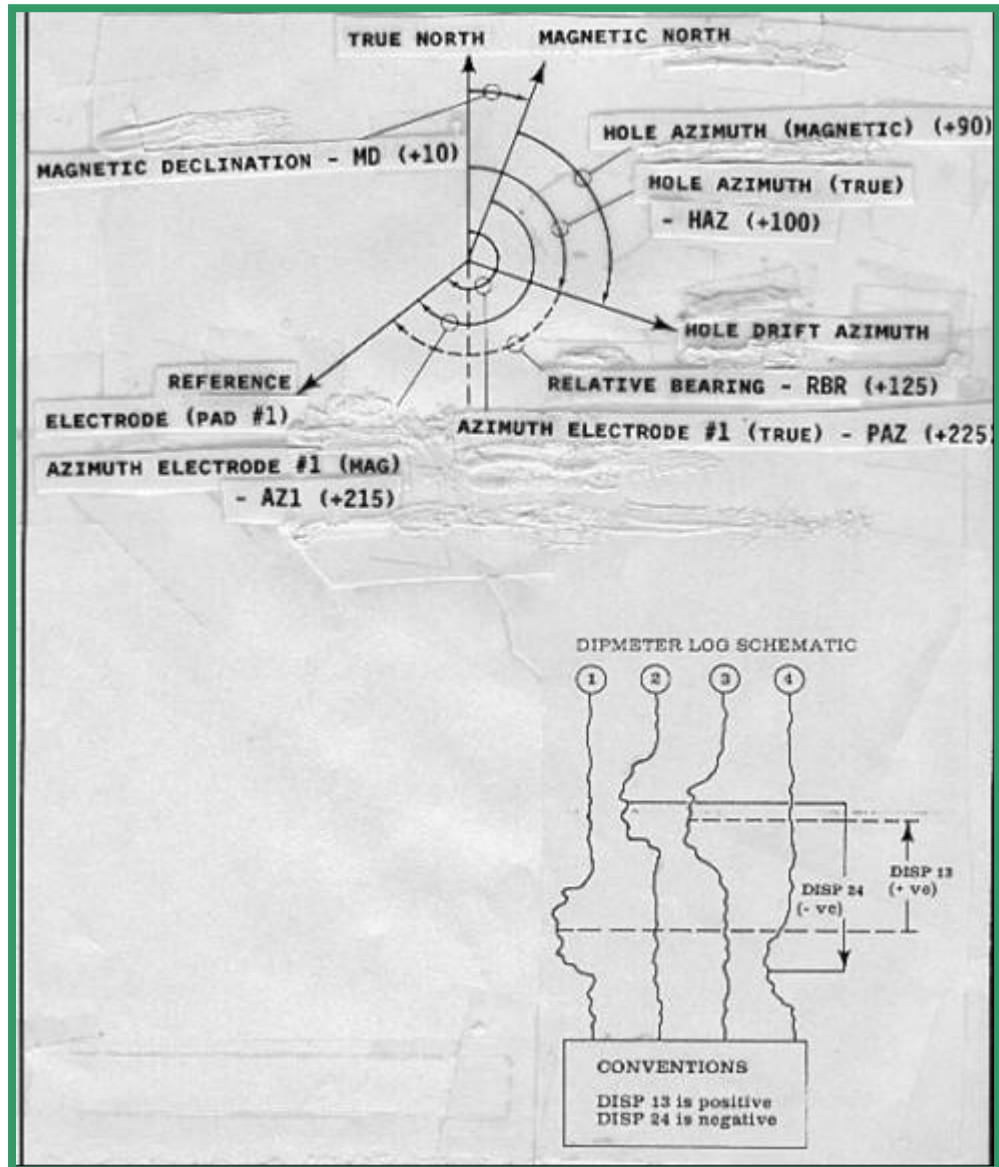 TRUE NORTH
MAGNETIC NORTH
HOLE AZIMUTH (MAGNETIC) (+90)
MAGNETIC DECLINATION - MD (+10)
HOLE AZIMUTH (TRUE)
- HAZ (+100)
HOLE DRIFT AZIMUTH
REFERENCE
ELECTRODE (PAD #1)
RELATIVE BEARING - RBR (+125)
AZIMUTH ELECTRODE #1 (TRUE) - PAZ (+225)
AZIMUTH ELECTRODE #1 (MAG)
- AZ1 (+215)
DIPMETER LOG SCHEMATIC
1 2 3 4
DISP 13
(+ ve)
DISP 24
(- ve)
CONVENTIONS
DISP 13 is positive
DISP 24 is negative